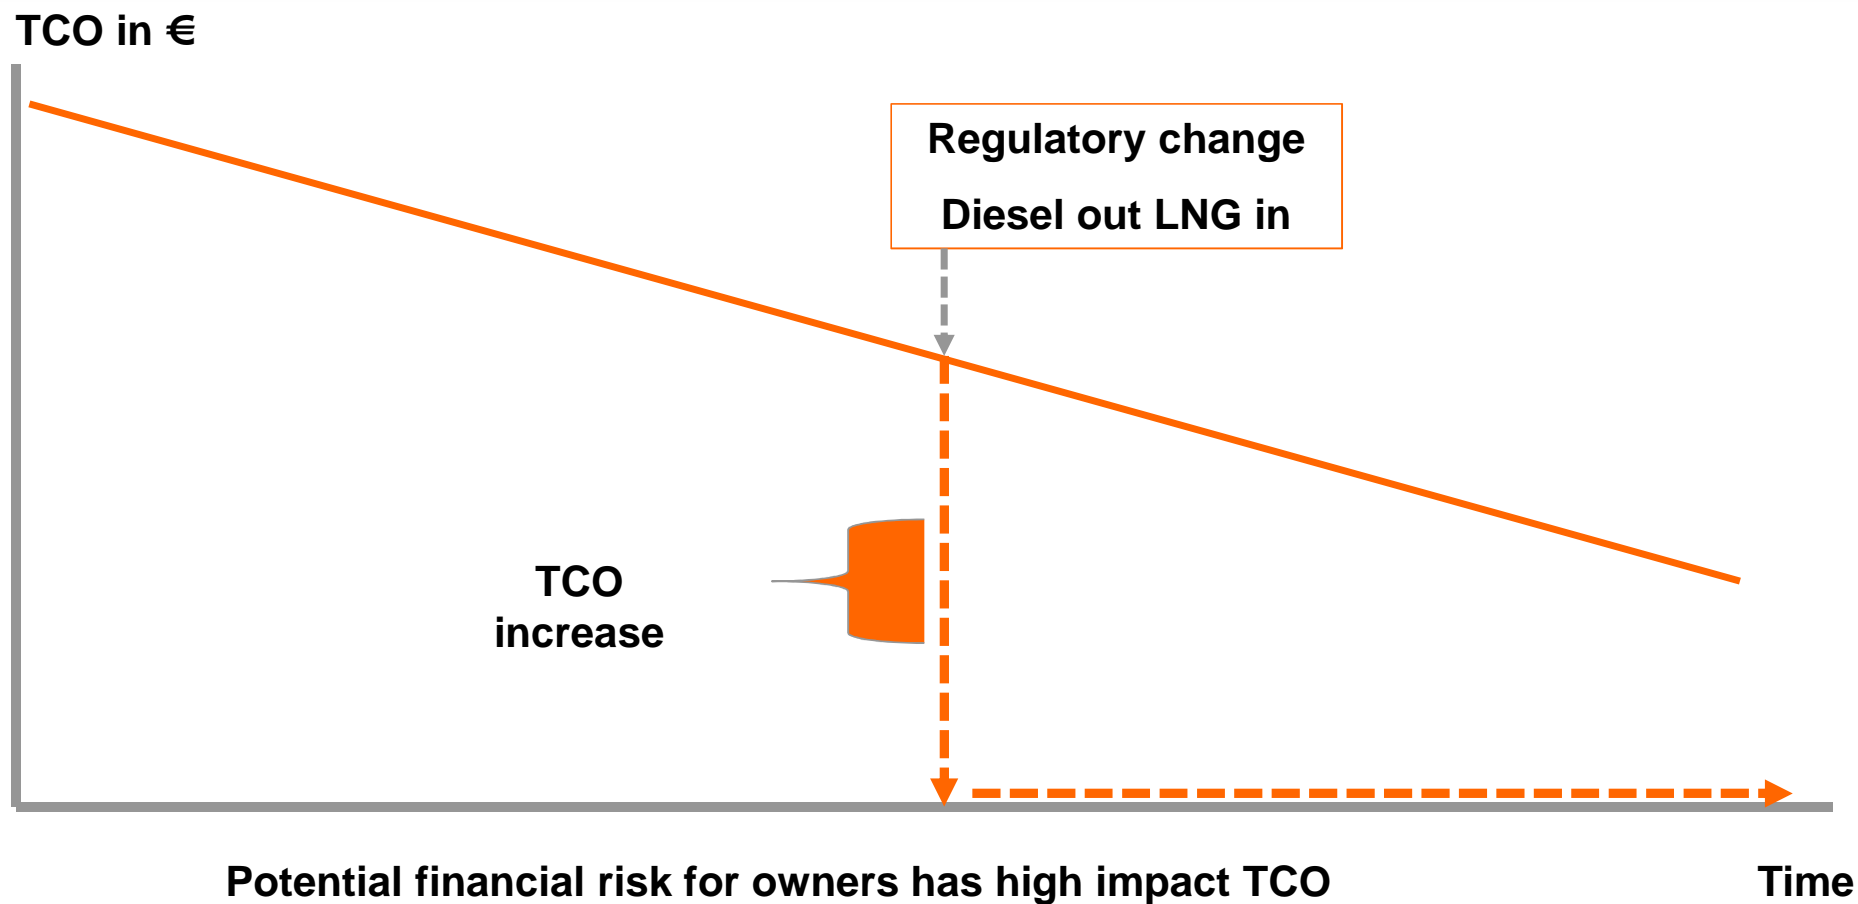 TCO in €
Regulatory change
Diesel out LNG in
TCO
increase
Potential financial risk for owners has high impact TCO
Time